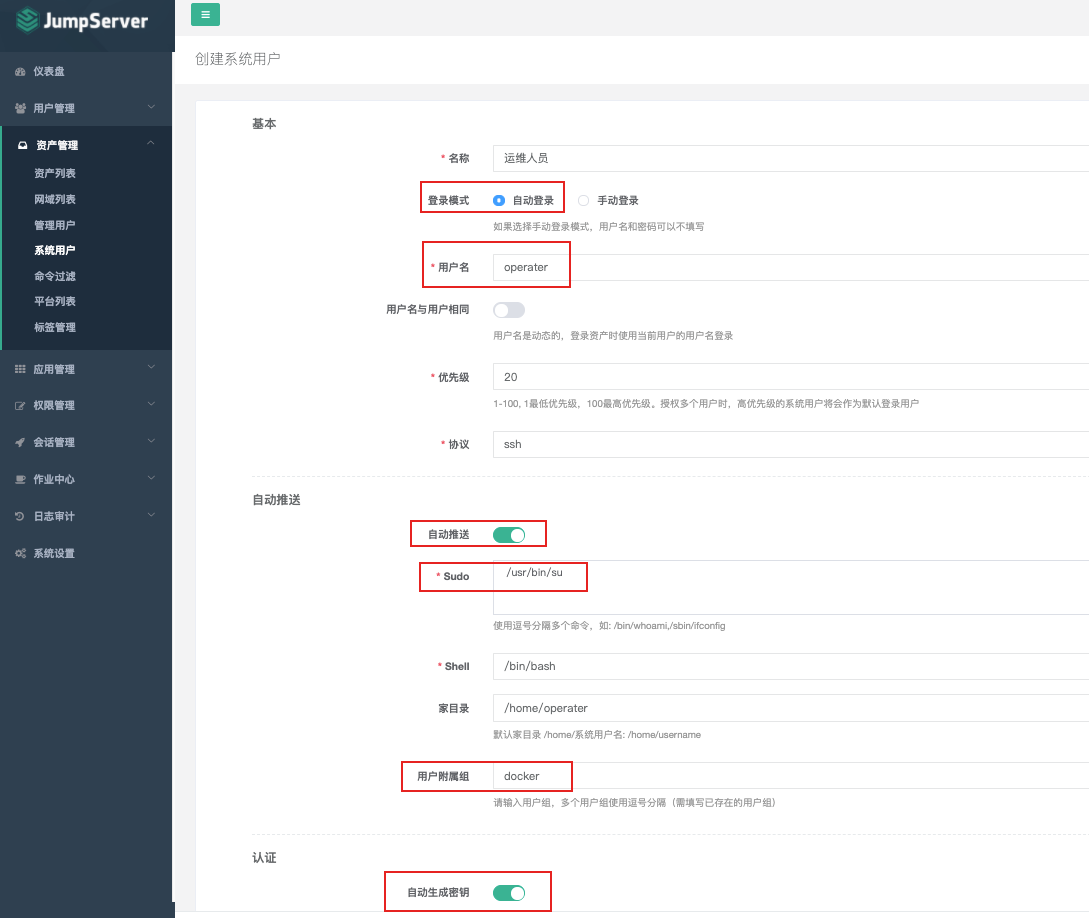 JumpServer
仪表盘
用户管理
资产管理
资产列表
网域列表
管理用户
系统用户
命令过滤
平台列表
标签管理
应用管理
权限管理
会话管理
作业中心
日志审计
系统设置
创建系统用户
基本
* 名称 运维人员
登录模式 自动登录 手动登录
如果选择手动登录模式，用户名和密码可以不填写
* 用户名 operater
用户名与用户相同
用户名是动态的，登录资产时使用当前用户的用户名登录
* 优先级 20
1-100, 1最低优先级，100最高优先级。授权多个用户时，高优先级的系统用户将会作为默认登录用户
* 协议 ssh
自动推送
自动推送
* Sudo /usr/bin/su
使用逗号分隔多个命令，如: /bin/whoami,/sbin/ifconfig
* Shell /bin/bash
家目录 /home/operater
默认家目录 /home/系统用户名: /home/username
用户附属组 docker
请输入用户组，多个用户组使用逗号分隔（需填写已存在的用户组）
认证
自动生成密钥